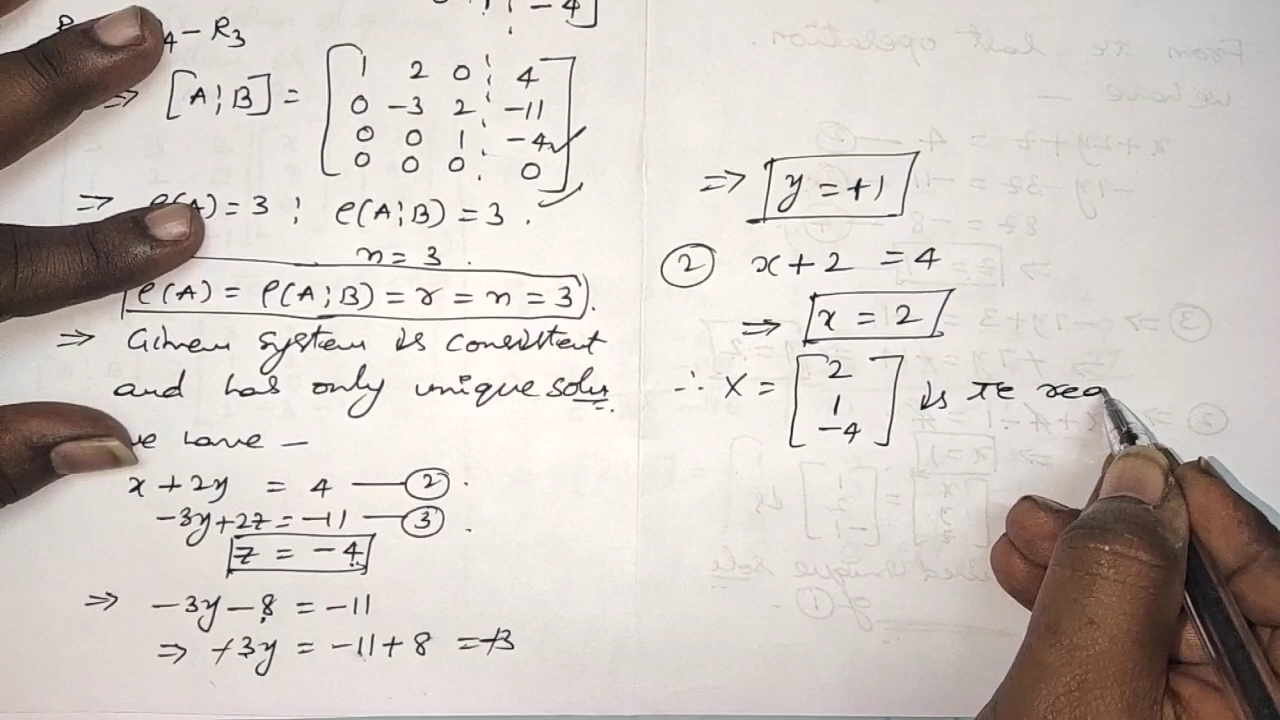 - 4 ]
4 - R3
⇒ [A ¦ B] = [ 1 2 0 ¦ 4
0 -3 2 ¦ -11
0 0 1 ¦ -4
0 0 0 ¦ 0 ]
⇒ ρ(A) = 3 ; ρ(A ¦ B) = 3 .
n = 3 .
ρ(A) = ρ(A ¦ B) = r = n = 3 .
⇒ Given system is consistent
and has only unique soln.
we have —
x + 2y = 4 — ② .
-3y + 2z = -11 — ③ .
z = -4
⇒ -3y - 8 = -11
⇒ +3y = -11 + 8 = +3
⇒ y = +1
② x + 2 = 4
⇒ x = 2
∴ X = [ 2
1
-4 ] is the req